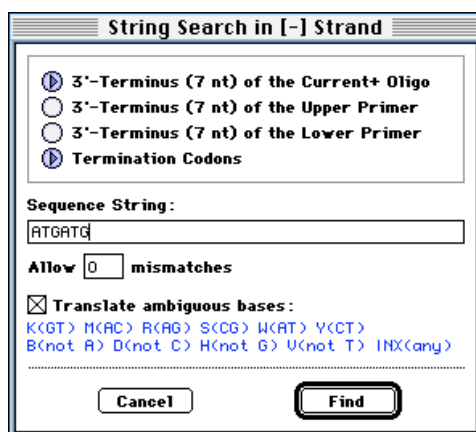 String Search in [-] Strand
3'-Terminus (7 nt) of the Current+ Oligo
3'-Terminus (7 nt) of the Upper Primer
3'-Terminus (7 nt) of the Lower Primer
Termination Codons
Sequence String:
ATGATG
Allow 0 mismatches
Translate ambiguous bases:
K(GT) M(AC) R(AG) S(CG) W(AT) Y(CT)
B(not A) D(not C) H(not G) V(not T) INX(any)
Cancel Find